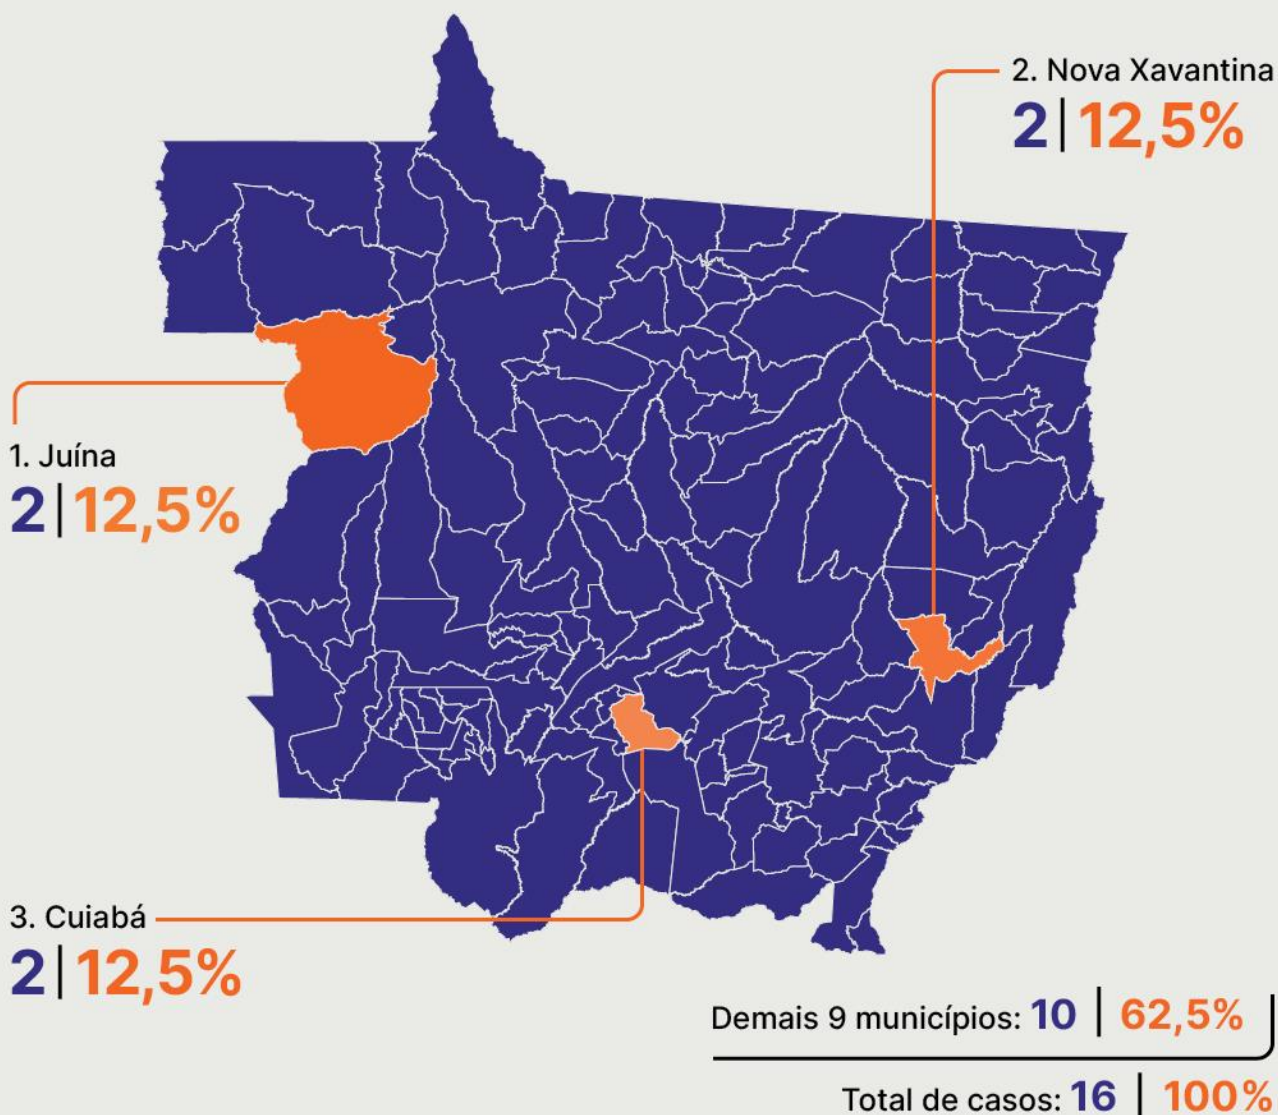 2. Nova Xavantina
2 | 12,5%
1. Juína
2 | 12,5%
3. Cuiabá
2 | 12,5%
Demais 9 municípios: 10 | 62,5%
Total de casos: 16 | 100%